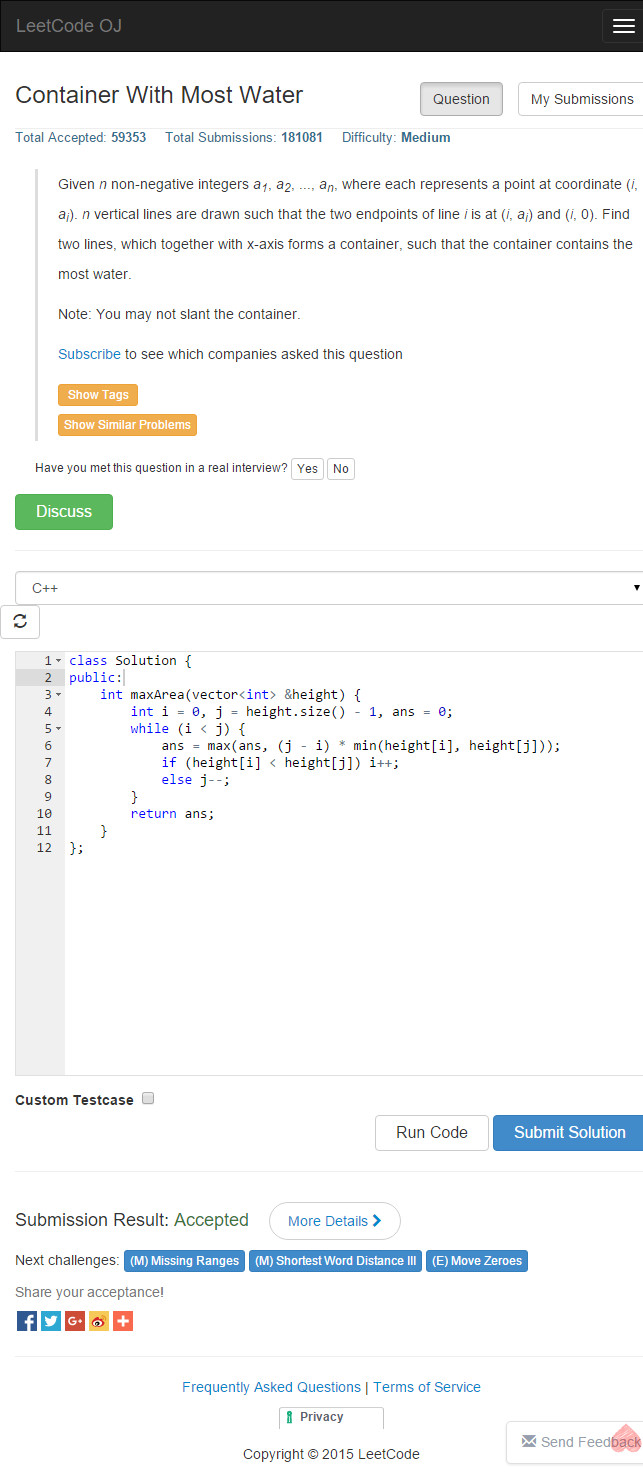 LeetCode OJ
Container With Most Water
Question
My Submissions
Total Accepted: 59353 Total Submissions: 181081 Difficulty: Medium
Given n non-negative integers a1, a2, ..., an, where each represents a point at coordinate (i,
ai). n vertical lines are drawn such that the two endpoints of line i is at (i, ai) and (i, 0). Find
two lines, which together with x-axis forms a container, such that the container contains the
most water.
Note: You may not slant the container.
Subscribe to see which companies asked this question
Show Tags
Show Similar Problems
Have you met this question in a real interview? Yes No
Discuss
C++
1 class Solution {
2 public:
3     int maxArea(vector<int> &height) {
4         int i = 0, j = height.size() - 1, ans = 0;
5         while (i < j) {
6             ans = max(ans, (j - i) * min(height[i], height[j]));
7             if (height[i] < height[j]) i++;
8             else j--;
9         }
10         return ans;
11     }
12 };
Custom Testcase
Run Code
Submit Solution
Submission Result: Accepted More Details
Next challenges: (M) Missing Ranges (M) Shortest Word Distance III (E) Move Zeroes
Share your acceptance!
Frequently Asked Questions | Terms of Service
Privacy
Send Feedback
Copyright © 2015 LeetCode